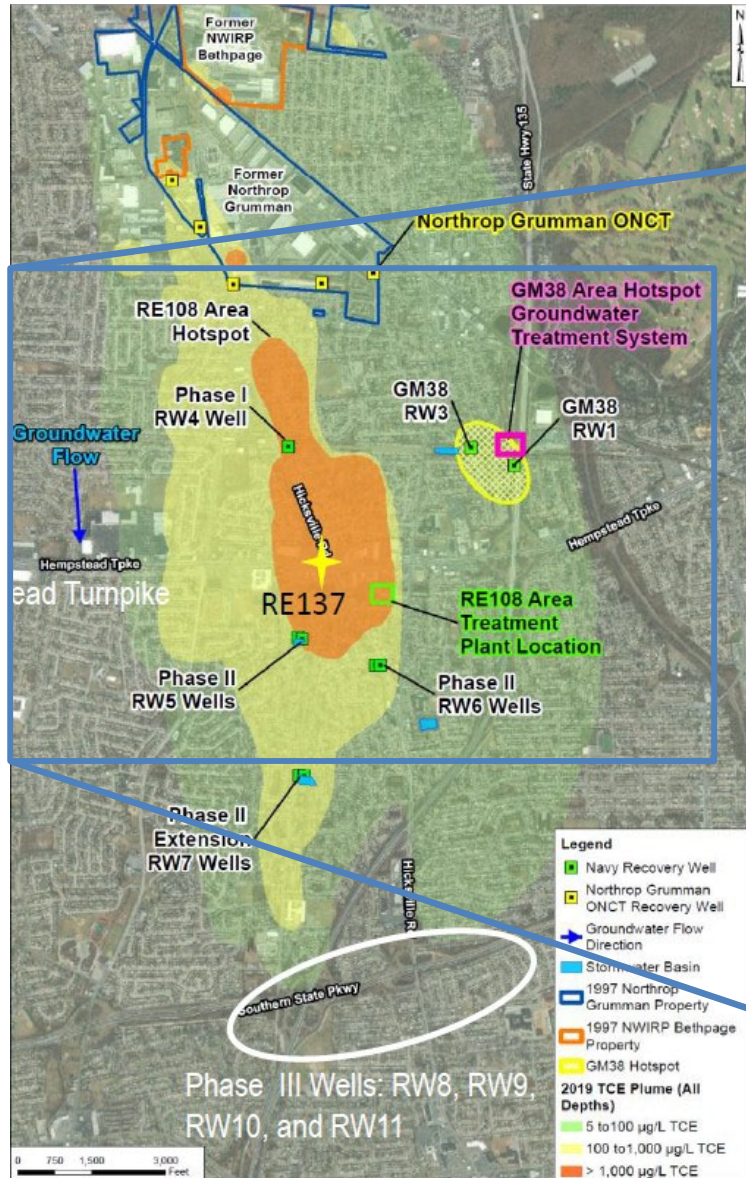 Former
NWIRP
Bethpage
N
State Hwy 135
Former
Northrop
Grumman
Northrop Grumman ONCT
RE108 Area
Hotspot
GM38 Area Hotspot
Groundwater
Treatment System
Phase I
RW4 Well
GM38
RW3
GM38
RW1
Groundwater
Flow
Hicksville Rd
Hempstead Tpke
Hempstead Tpke
ead Turnpike
RE137
RE108 Area
Treatment
Plant Location
Phase II
RW5 Wells
Phase II
RW6 Wells
Phase II
Extension
RW7 Wells
Hicksville R
Southern State Pkwy
Phase III Wells: RW8, RW9,
RW10, and RW11
Legend
Navy Recovery Well
Northrop Grumman
ONCT Recovery Well
Groundwater Flow
Direction
Stormwater Basin
1997 Northrop
Grumman Property
1997 NWIRP Bethpage
Property
GM38 Hotspot
2019 TCE Plume (All
Depths)
5 to100 µg/L TCE
100 to1,000 µg/L TCE
> 1,000 µg/L TCE
0 750 1,500 3,000
Feet